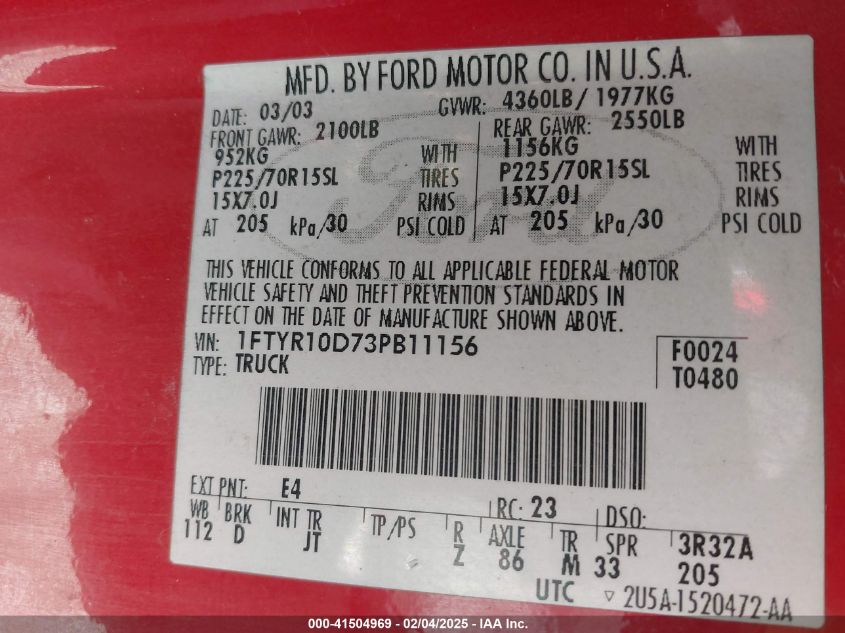 MFD. BY FORD MOTOR CO. IN U.S.A.
DATE: 03/03 GVWR: 4360LB/ 1977KG
FRONT GAWR: 2100LB REAR GAWR: 2550LB
952KG WITH 1156KG WITH
P225/70R15SL TIRES P225/70R15SL TIRES
15X7.0J RIMS 15X7.0J RIMS
AT 205 kPa/30 PSI COLD AT 205 kPa/30 PSI COLD
Ford
THIS VEHICLE CONFORMS TO ALL APPLICABLE FEDERAL MOTOR
VEHICLE SAFETY AND THEFT PREVENTION STANDARDS IN
EFFECT ON THE DATE OF MANUFACTURE SHOWN ABOVE.
VIN: 1FTYR10D73PB11156 F0024
TYPE: TRUCK T0480
EXT PNT: E4 RC: 23 DSO:
WB BRK INT TR TP/PS R AXLE TR SPR 3R32A
112 D JT Z 86 M 33 205
UTC ▽ 2U5A-1520472-AA
000-41504969 — 02/04/2025 — IAA Inc.